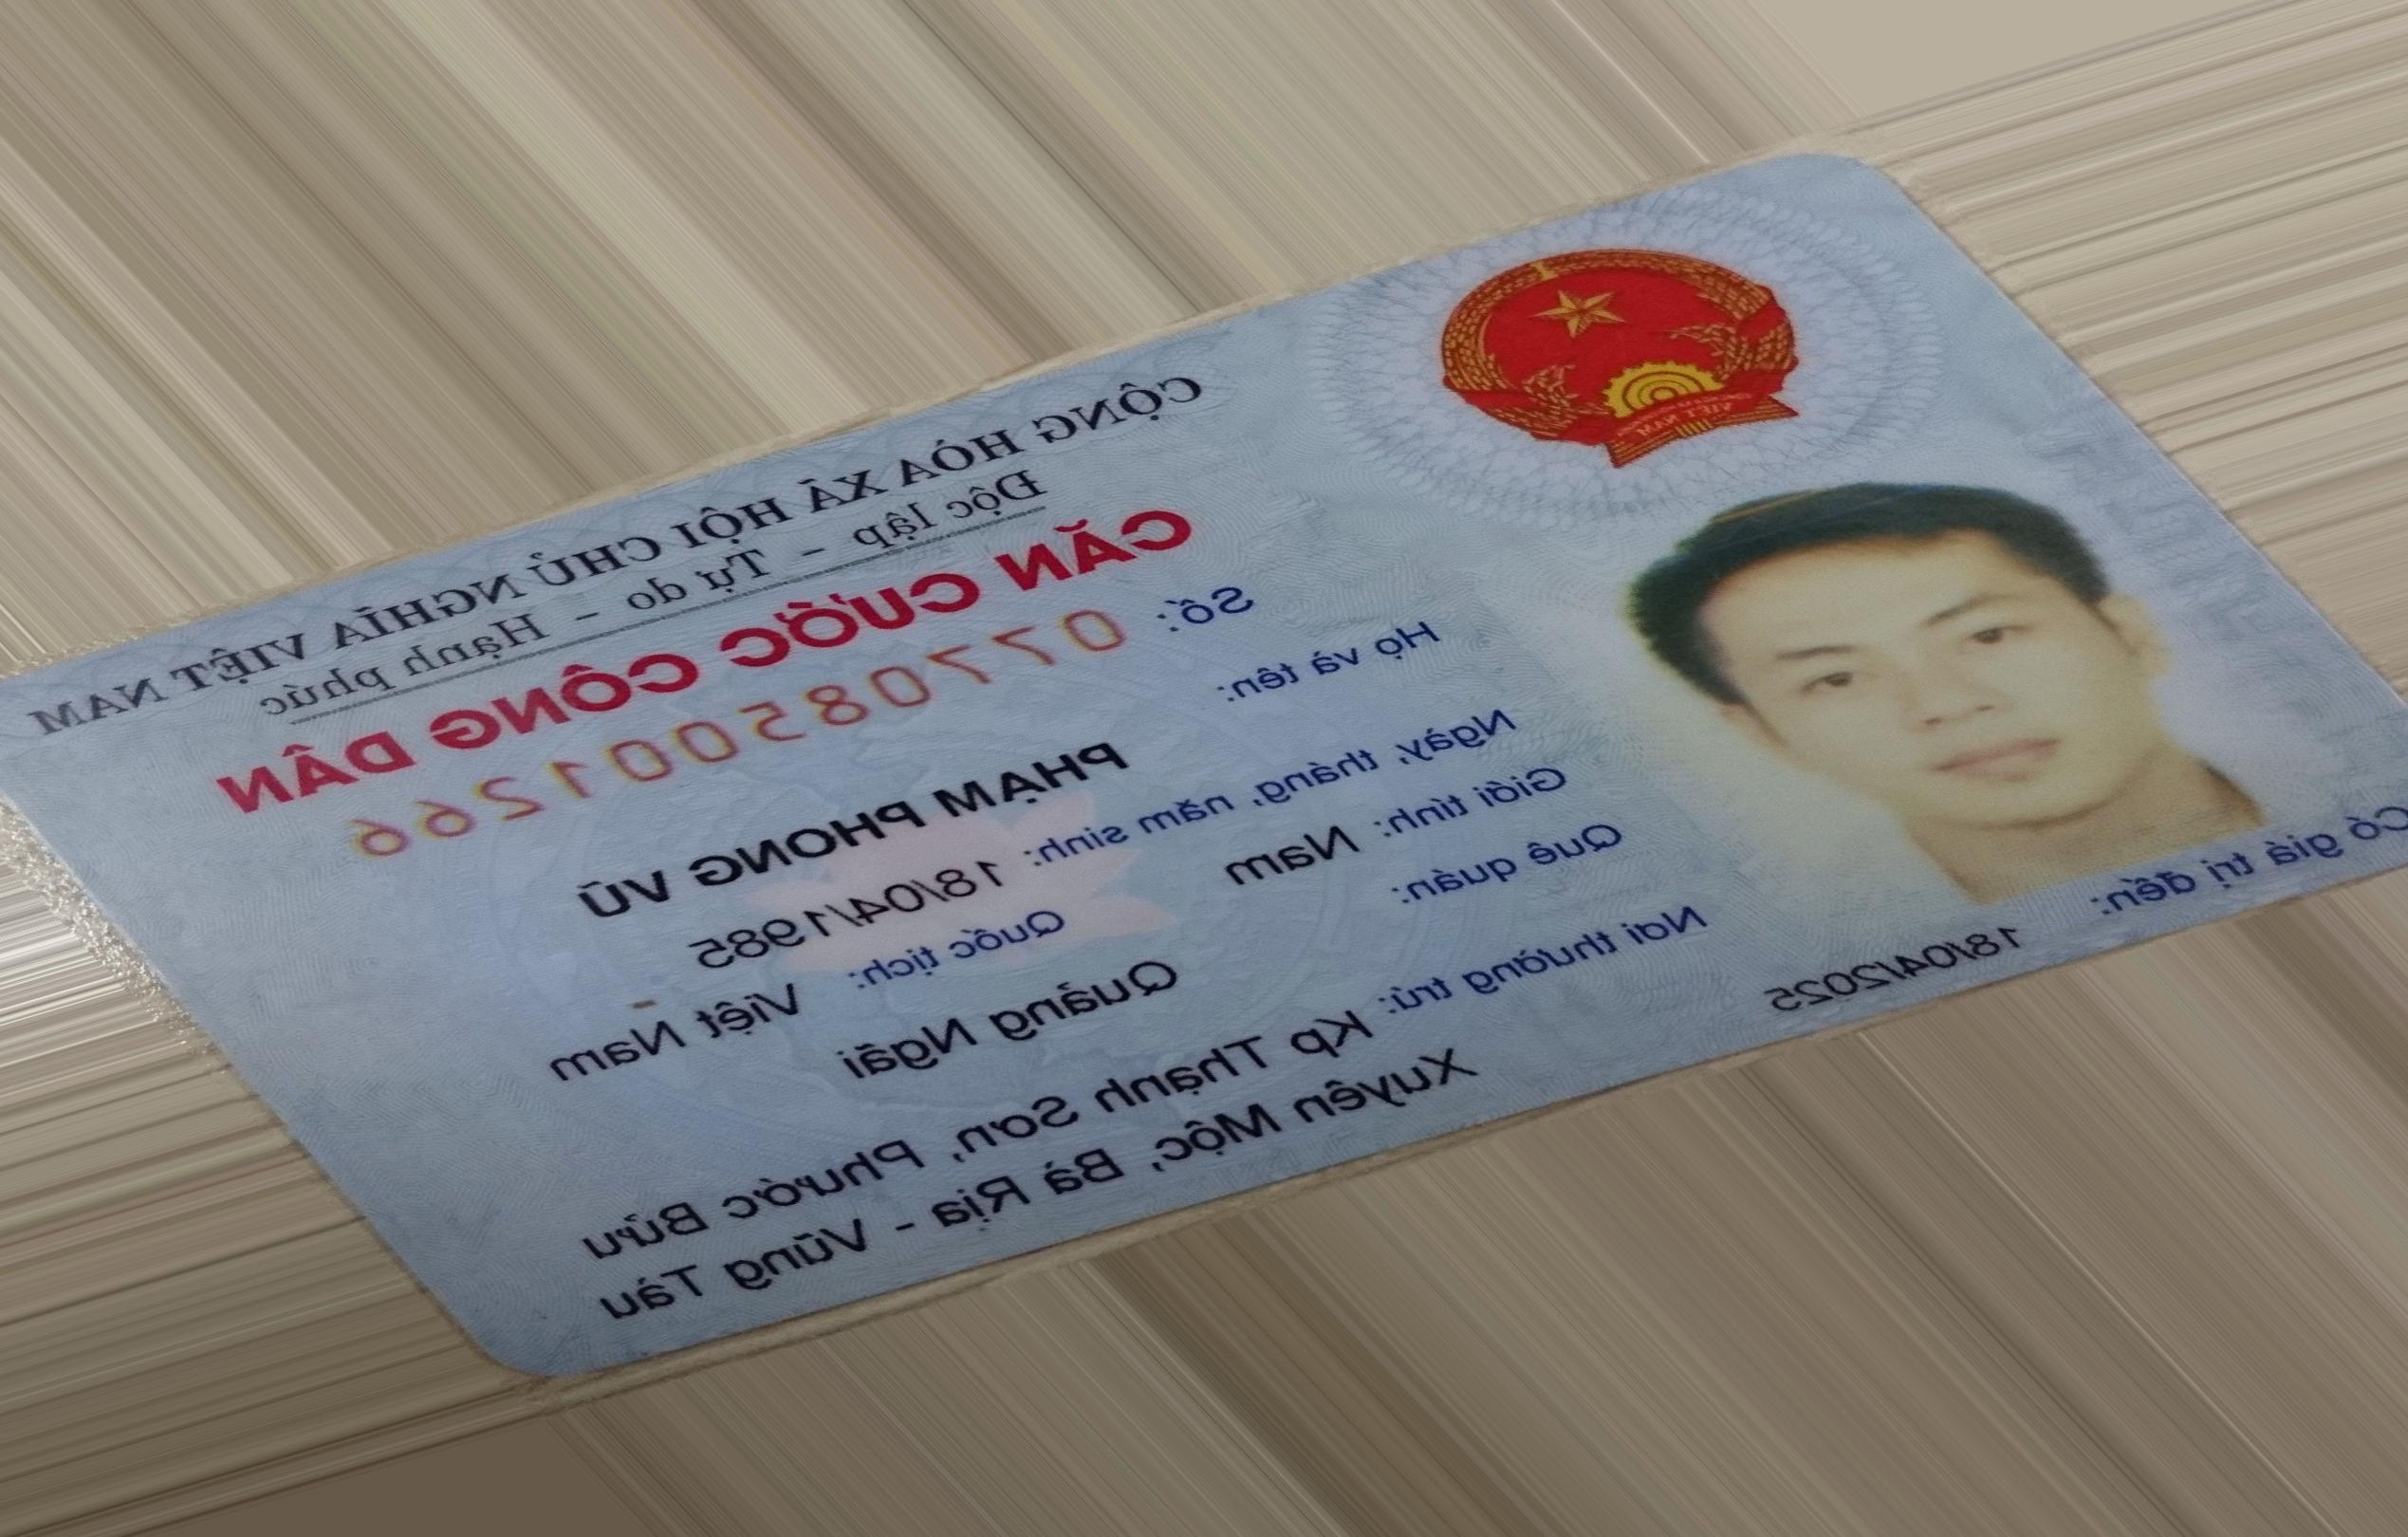 CỘNG HÒA XÃ HỘI CHỦ NGHĨA VIỆT NAM
Độc lập - Tự do - Hạnh phúc
CĂN CƯỚC CÔNG DÂN
Số: 077085001266
Họ và tên:
PHẠM PHONG VŨ
Ngày, tháng, năm sinh: 18/04/1985
Giới tính: Nam Quốc tịch: Việt Nam
Quê quán:
Quảng Ngãi
Nơi thường trú: Kp Thạnh Sơn, Phước Bửu
Xuyên Mộc, Bà Rịa - Vũng Tàu
Có giá trị đến:
18/04/2025